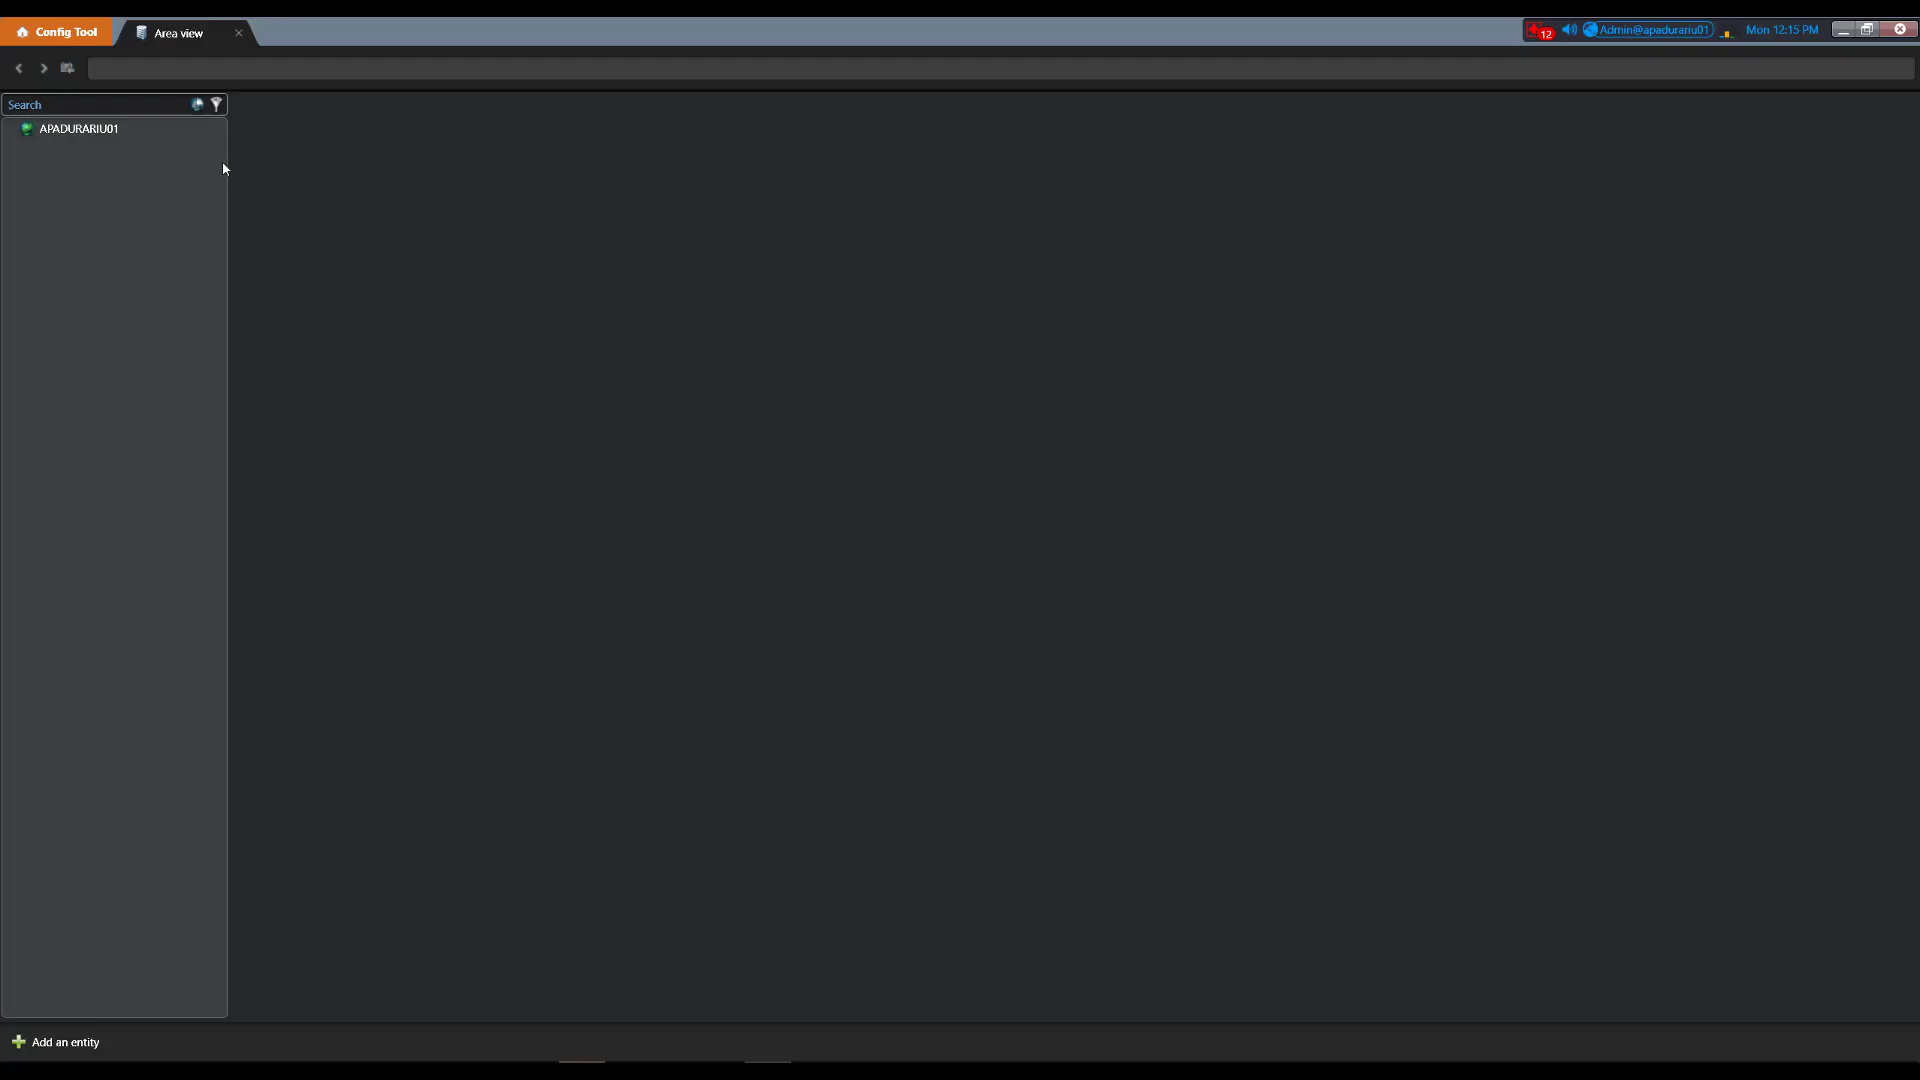 Config Tool
Area view
12
Admin@apadurariu01
Mon 12:15 PM
Search
APADURARIU01
Add an entity